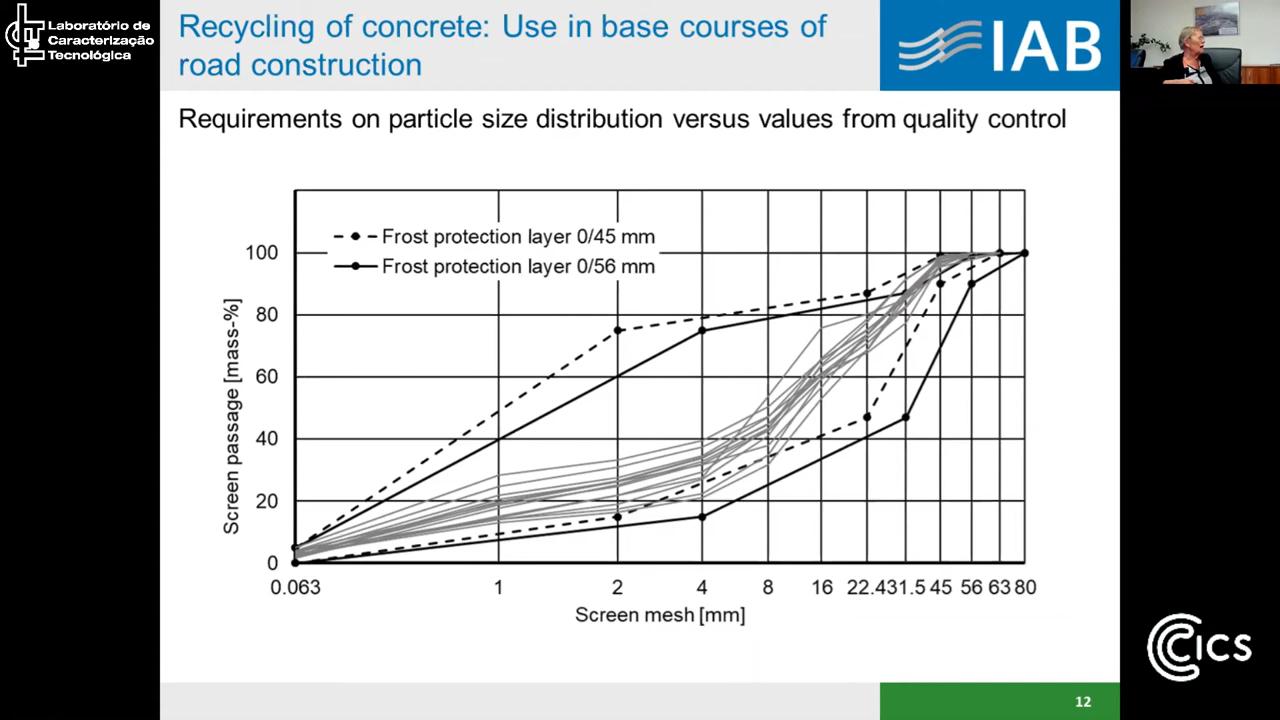 Laboratório de
Caracterização
Tecnológica
Recycling of concrete: Use in base courses of
road construction
IAB
Requirements on particle size distribution versus values from quality control
Frost protection layer 0/45 mm
Frost protection layer 0/56 mm
Screen passage [mass-%]
100
80
60
40
20
0
0.063 1 2 4 8 16 22.4 31.5 45 56 63 80
Screen mesh [mm]
CICS
12